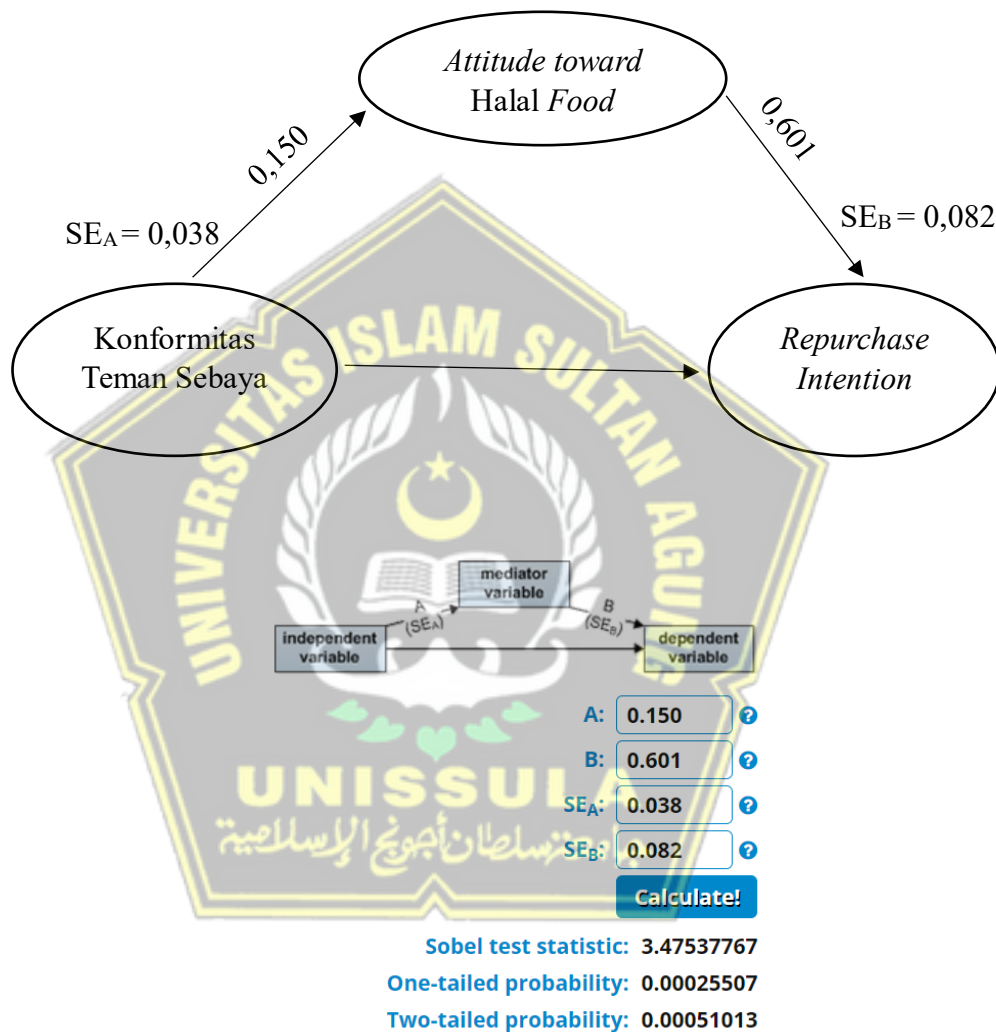 Attitude toward
Halal Food
0,150
0,601
SEA = 0,038
SEB = 0,082
Konformitas
Teman Sebaya
Repurchase
Intention
UNIVERSITAS ISLAM SULTAN AGUNG
mediator
variable
A
(SEA)
B
(SEB)
independent
variable
dependent
variable
A: 0.150 ?
B: 0.601 ?
UNISSULA
SEA: 0.038 ?
جامعتسلطان أجونج الإسلامية
SEB: 0.082 ?
Calculate!
Sobel test statistic: 3.47537767
One-tailed probability: 0.00025507
Two-tailed probability: 0.00051013